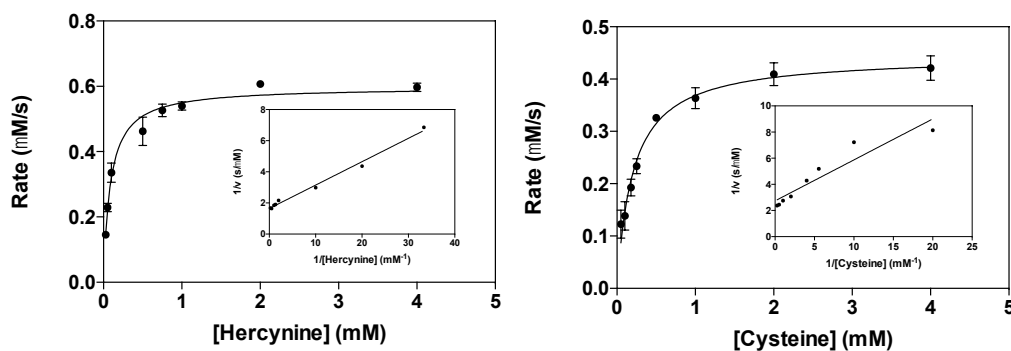 Rate (mM/s)
0.8
0.6
0.4
0.2
0.0
0 1 2 3 4 5
[Hercynine] (mM)
1/v (s/mM)
8
6
4
2
0
0 10 20 30 40
1/[Hercynine] (mM⁻¹)
Rate (mM/s)
0.5
0.4
0.3
0.2
0.1
0.0
0 1 2 3 4 5
[Cysteine] (mM)
1/v (s/mM)
10
8
6
4
2
0
0 5 10 15 20 25
1/[Cysteine] (mM⁻¹)